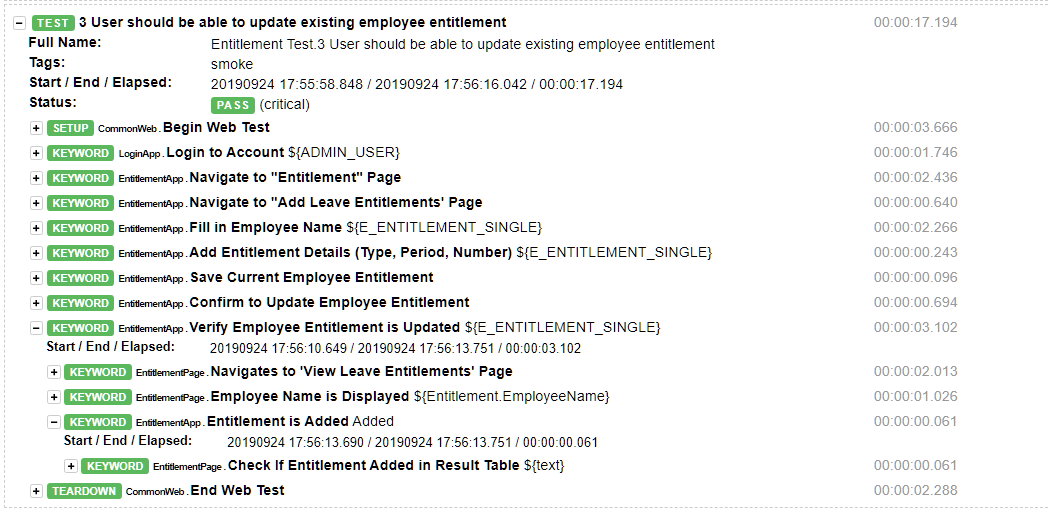 TEST 3 User should be able to update existing employee entitlement 00:00:17.194
Full Name: Entitlement Test.3 User should be able to update existing employee entitlement
Tags: smoke
Start / End / Elapsed: 20190924 17:55:58.848 / 20190924 17:56:16.042 / 00:00:17.194
Status: PASS (critical)
SETUP CommonWeb . Begin Web Test 00:00:03.666
KEYWORD LoginApp . Login to Account ${ADMIN_USER} 00:00:01.746
KEYWORD EntitlementApp . Navigate to "Entitlement" Page 00:00:02.436
KEYWORD EntitlementApp . Navigate to "Add Leave Entitlements' Page 00:00:00.640
KEYWORD EntitlementApp . Fill in Employee Name ${E_ENTITLEMENT_SINGLE} 00:00:02.266
KEYWORD EntitlementApp . Add Entitlement Details (Type, Period, Number) ${E_ENTITLEMENT_SINGLE} 00:00:00.243
KEYWORD EntitlementApp . Save Current Employee Entitlement 00:00:00.096
KEYWORD EntitlementApp . Confirm to Update Employee Entitlement 00:00:00.694
KEYWORD EntitlementApp . Verify Employee Entitlement is Updated ${E_ENTITLEMENT_SINGLE} 00:00:03.102
Start / End / Elapsed: 20190924 17:56:10.649 / 20190924 17:56:13.751 / 00:00:03.102
KEYWORD EntitlementPage . Navigates to 'View Leave Entitlements' Page 00:00:02.013
KEYWORD EntitlementPage . Employee Name is Displayed ${Entitlement.EmployeeName} 00:00:01.026
KEYWORD EntitlementApp . Entitlement is Added Added 00:00:00.061
Start / End / Elapsed: 20190924 17:56:13.690 / 20190924 17:56:13.751 / 00:00:00.061
KEYWORD EntitlementPage . Check If Entitlement Added in Result Table ${text} 00:00:00.061
TEARDOWN CommonWeb . End Web Test 00:00:02.288